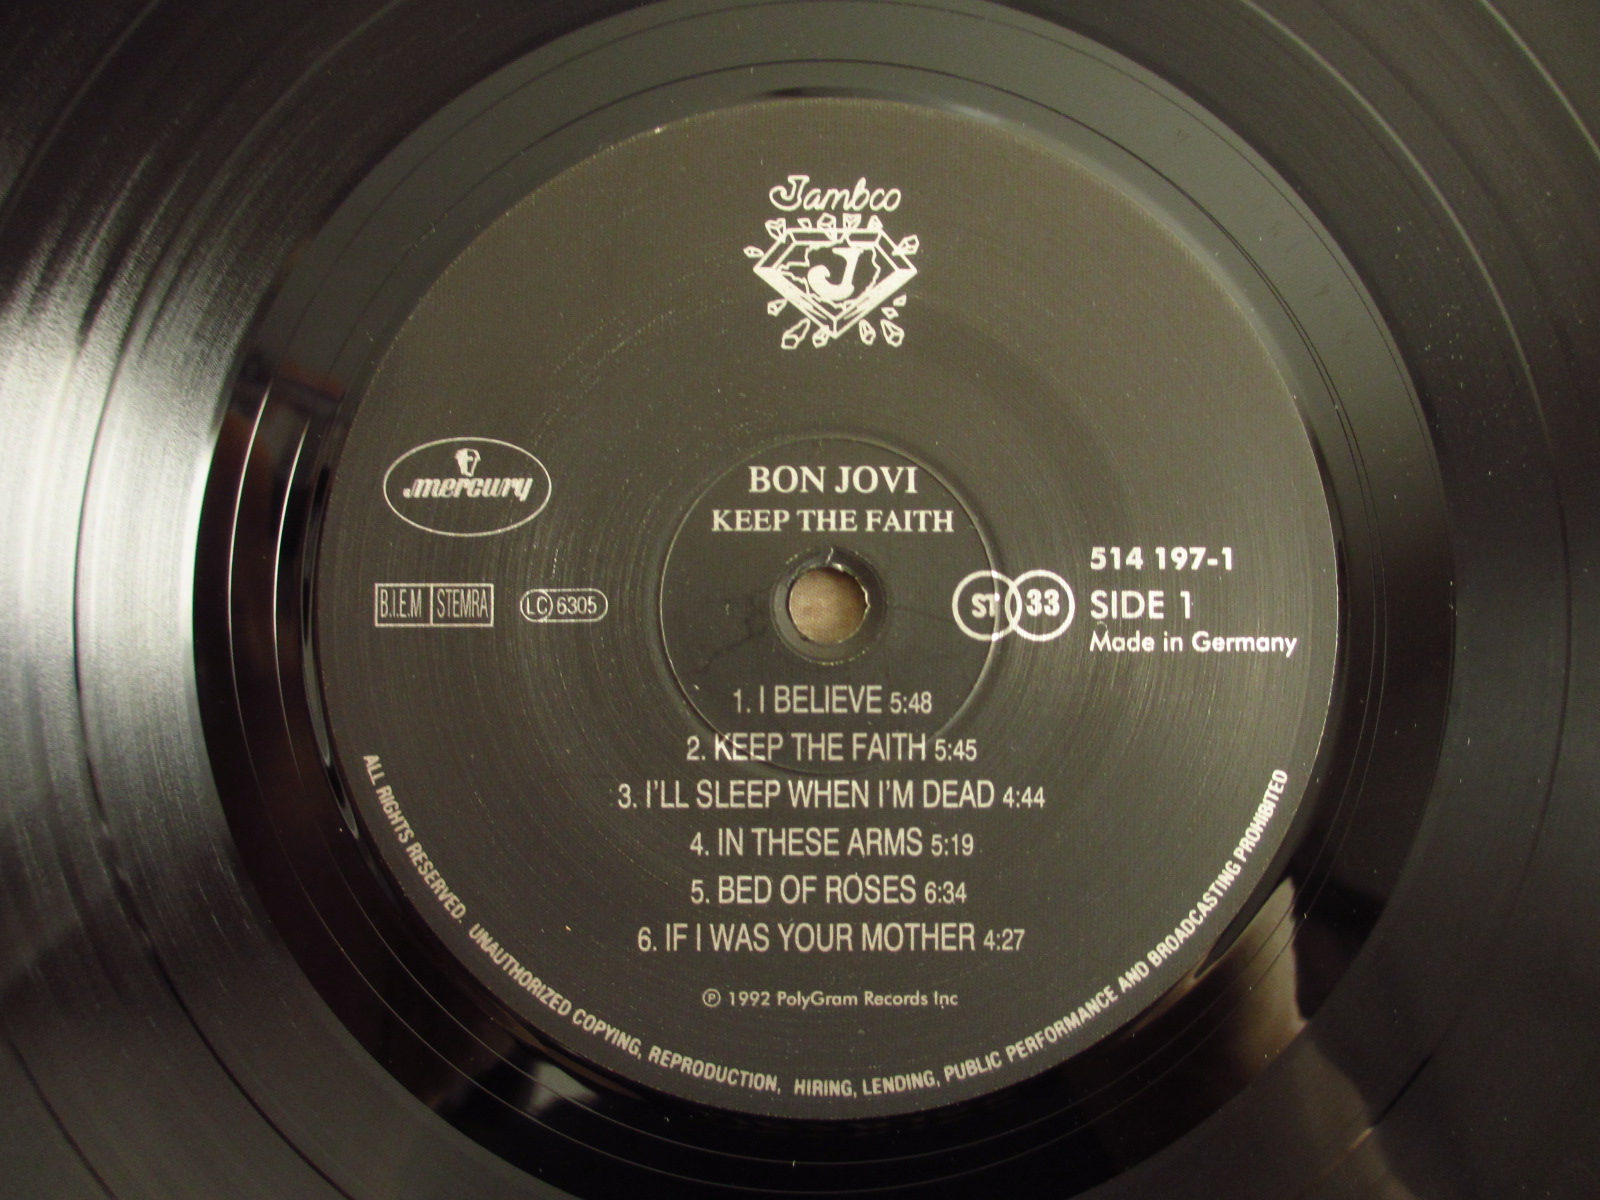 Jambco
J
mercury
BON JOVI
KEEP THE FAITH
514 197-1
B.I.E.M STEMRA
LC 6305
ST 33
SIDE 1
Made in Germany
1. I BELIEVE 5:48
2. KEEP THE FAITH 5:45
3. I'LL SLEEP WHEN I'M DEAD 4:44
4. IN THESE ARMS 5:19
5. BED OF ROSES 6:34
6. IF I WAS YOUR MOTHER 4:27
℗ 1992 PolyGram Records Inc
ALL RIGHTS RESERVED. UNAUTHORIZED COPYING, REPRODUCTION, HIRING, LENDING, PUBLIC PERFORMANCE AND BROADCASTING PROHIBITED